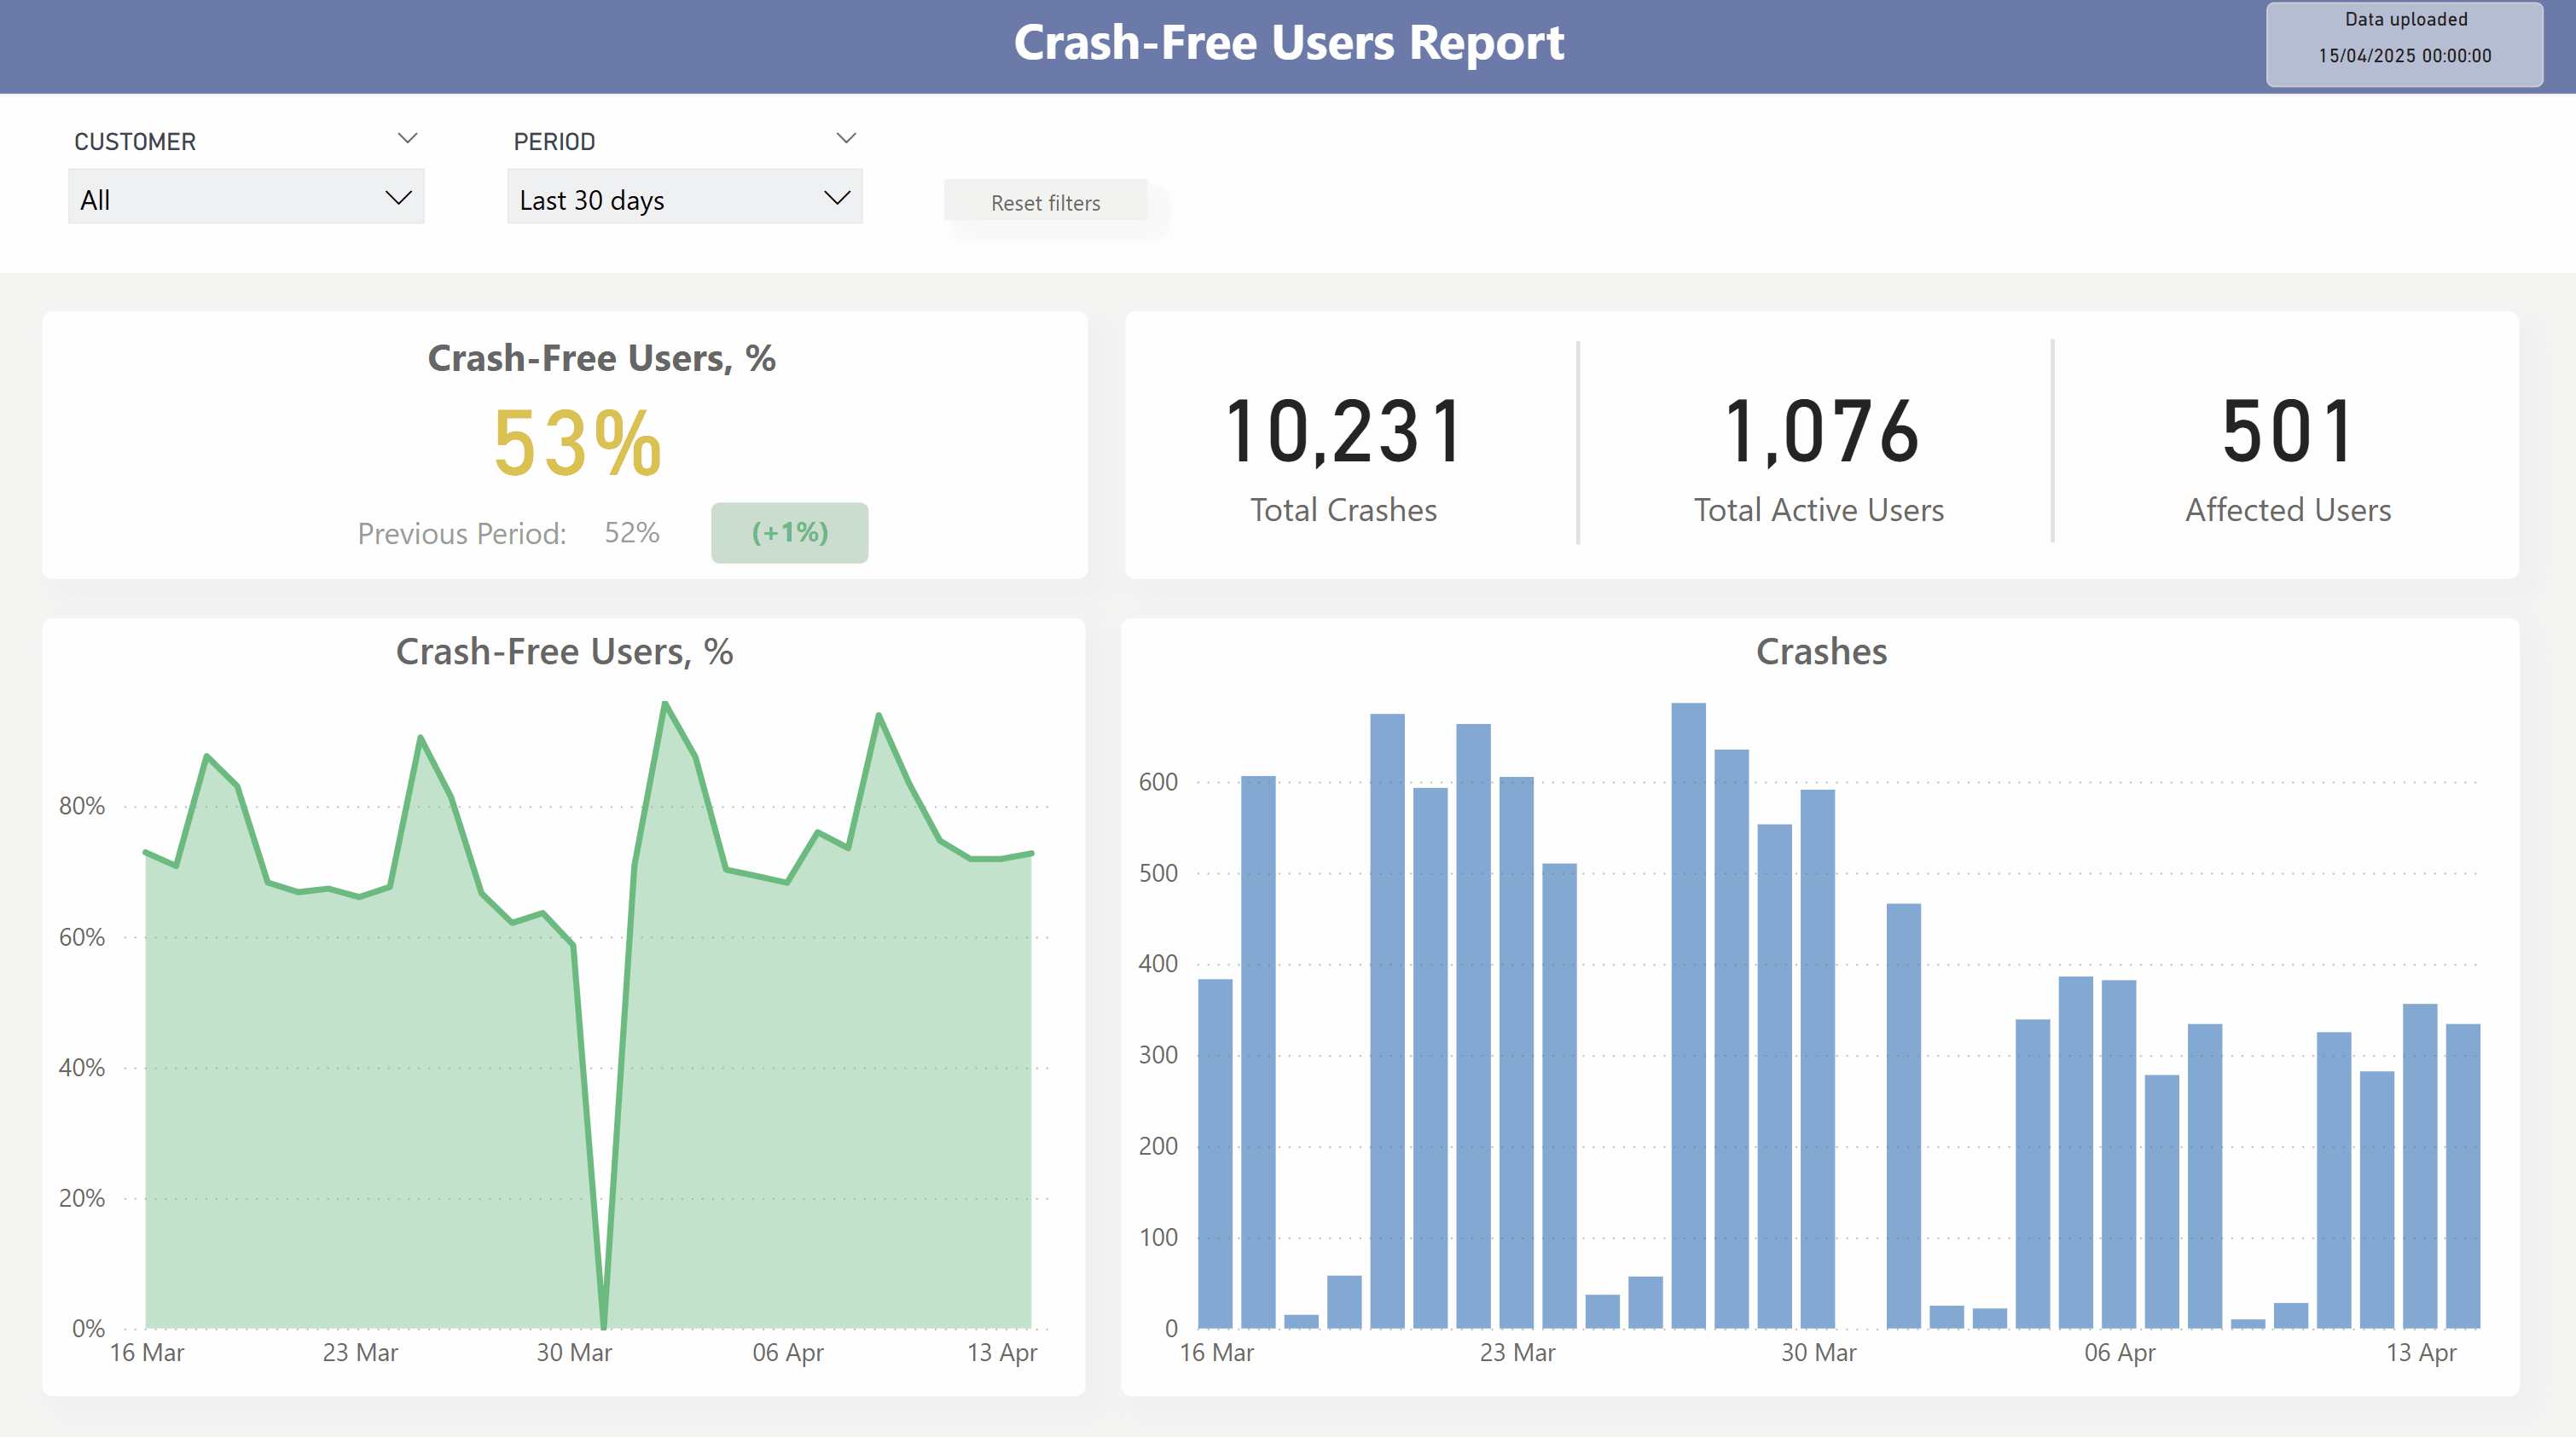 Crash-Free Users Report
Data uploaded
15/04/2025 00:00:00
CUSTOMER
All
PERIOD
Last 30 days
Reset filters
Crash-Free Users, %
53%
Previous Period: 52% (+1%)
10,231
Total Crashes
1,076
Total Active Users
501
Affected Users
Crash-Free Users, %
80%
60%
40%
20%
0%
16 Mar 23 Mar 30 Mar 06 Apr 13 Apr
Crashes
600
500
400
300
200
100
0
16 Mar 23 Mar 30 Mar 06 Apr 13 Apr